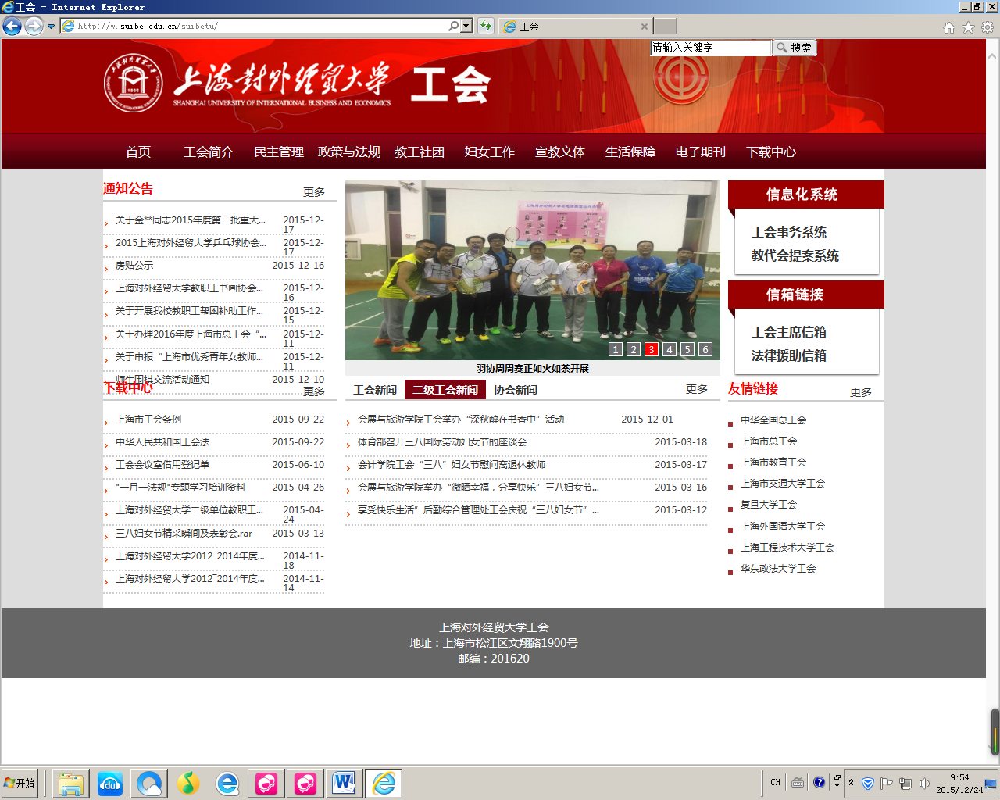 工会 - Internet Explorer
http://w.suibe.edu.cn/suibetu/
工会
请输入关键字
搜索
上海对外经贸大学 工会
SHANGHAI UNIVERSITY OF INTERNATIONAL BUSINESS AND ECONOMICS
首页 工会简介 民主管理 政策与法规 教工社团 妇女工作 宣教文体 生活保障 电子期刊 下载中心
通知公告 更多
关于金**同志2015年度第一批重大... 2015-12-17
2015上海对外经贸大学乒乓球协会... 2015-12-17
房贴公示 2015-12-16
上海对外经贸大学教职工书画协会... 2015-12-16
关于开展我校教职工帮困补助工作... 2015-12-15
关于办理2016年度上海市总工会“... 2015-12-11
关于申报“上海市优秀青年女教师... 2015-12-11
师生围棋交流活动通知 2015-12-10
1 2 3 4 5 6
羽协周周赛正如火如荼开展
信息化系统
工会事务系统
教代会提案系统
信箱链接
工会主席信箱
法律援助信箱
下载中心 更多
上海市工会条例 2015-09-22
中华人民共和国工会法 2015-09-22
工会会议室借用登记单 2015-06-10
"一月一法规"专题学习培训资料 2015-04-26
上海对外经贸大学二级单位教职工... 2015-04-24
三八妇女节精采瞬间及表彰会.rar 2015-03-13
上海对外经贸大学2012~2014年度... 2014-11-18
上海对外经贸大学2012~2014年度... 2014-11-14
工会新闻 二级工会新闻 协会新闻 更多
会展与旅游学院工会举办“深秋醉在书香中”活动 2015-12-01
体育部召开三八国际劳动妇女节的座谈会 2015-03-18
会计学院工会“三八”妇女节慰问离退休教师 2015-03-17
会展与旅游学院举办“微晒幸福，分享快乐”三八妇女节... 2015-03-16
享受快乐生活”后勤综合管理处工会庆祝“三八妇女节”... 2015-03-12
友情链接 更多
中华全国总工会
上海市总工会
上海市教育工会
上海市交通大学工会
复旦大学工会
上海外国语大学工会
上海工程技术大学工会
华东政法大学工会
上海对外经贸大学工会
地址：上海市松江区文翔路1900号
邮编：201620
开始
du
CH
9:54
2015/12/24